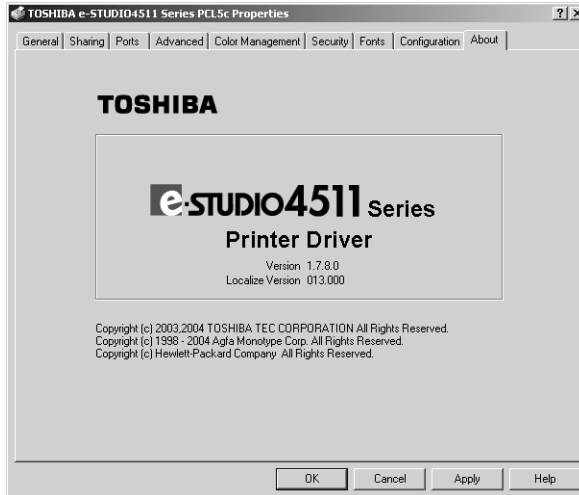 TOSHIBA e-STUDIO4511 Series PCL5c Properties
General Sharing Ports Advanced Color Management Security Fonts Configuration About
TOSHIBA
e-STUDIO4511 Series
Printer Driver
Version 1.7.8.0
Localize Version 013.000
Copyright (c) 2003,2004 TOSHIBA TEC CORPORATION All Rights Reserved.
Copyright (c) 1998 - 2004 Agfa Monotype Corp. All Rights Reserved.
Copyright (c) Hewlett-Packard Company All Rights Reserved.
OK Cancel Apply Help